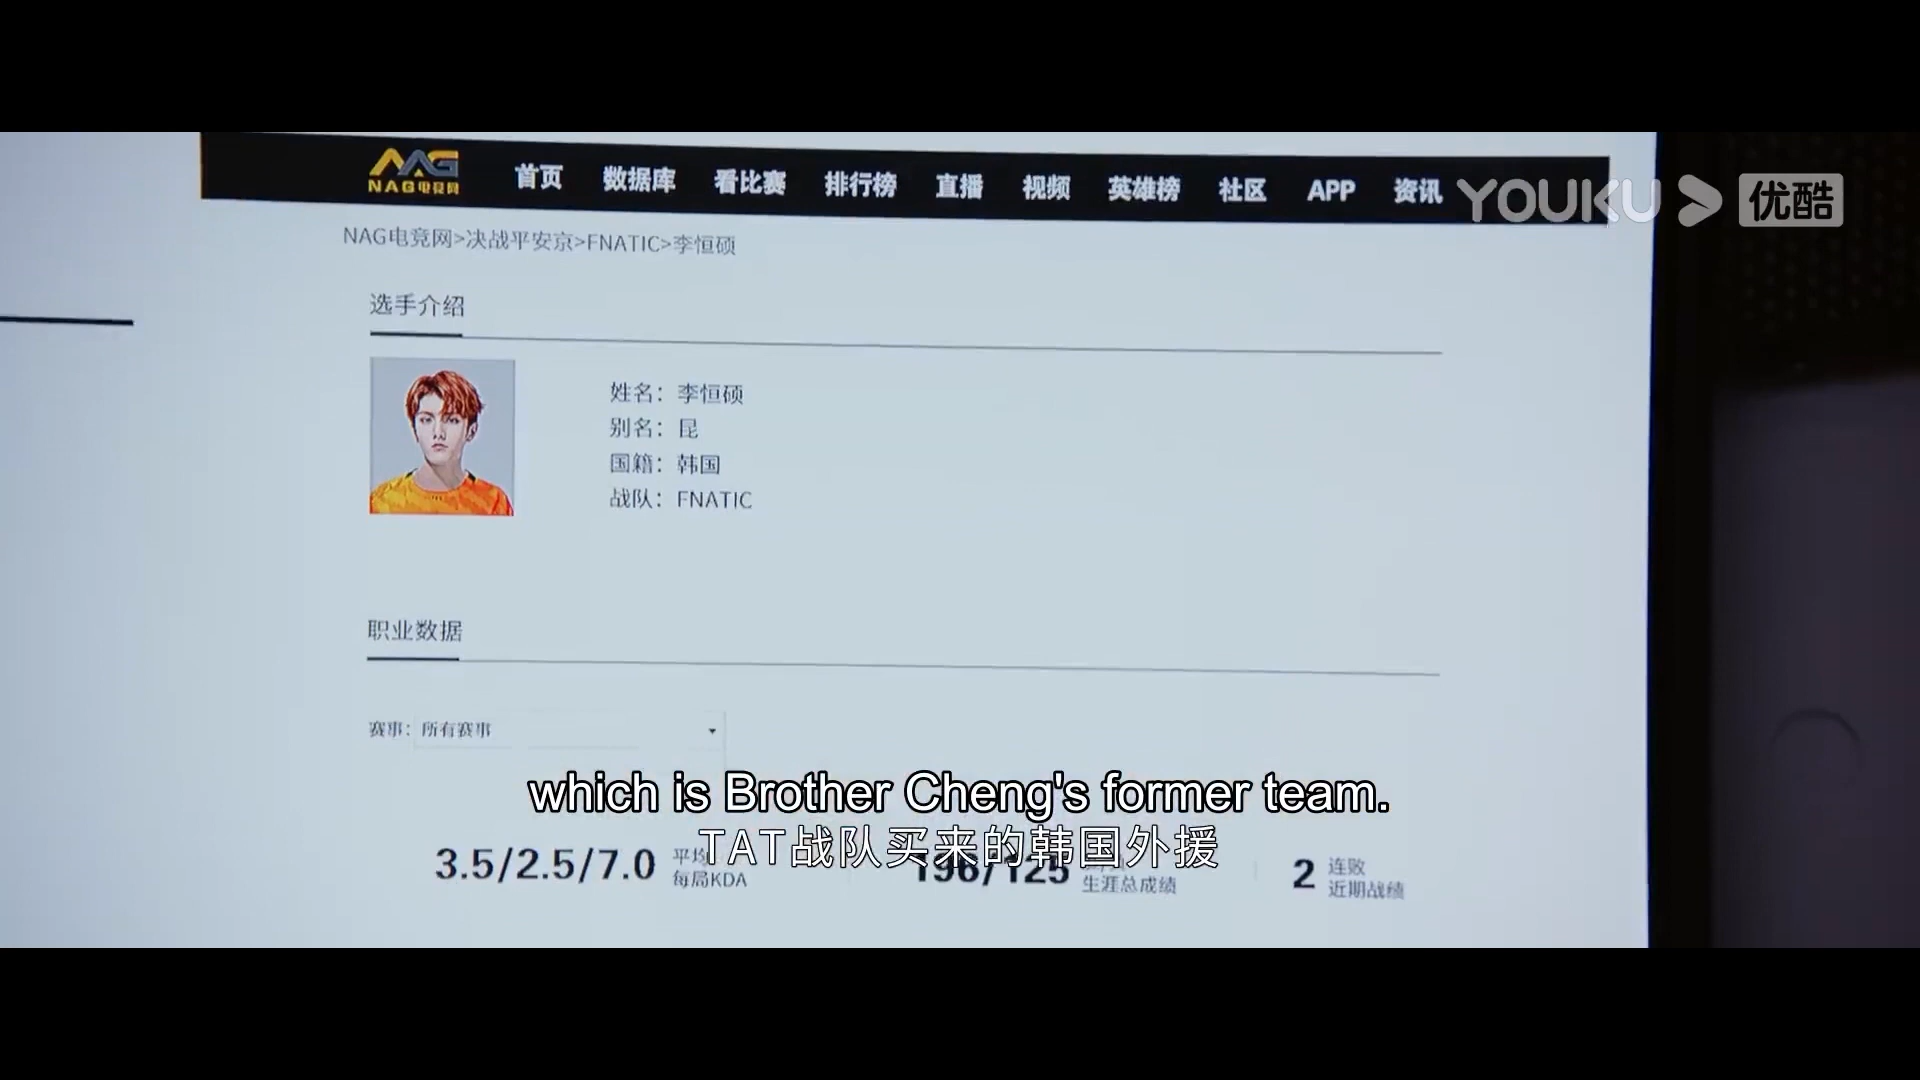 NAG电竞网 首页 数据库 看比赛 排行榜 直播 视频 英雄榜 社区 APP 资讯
YOUKU 优酷
NAG电竞网>决战平安京>FNATIC>李恒硕
选手介绍
姓名：李恒硕
别名：昆
国籍：韩国
战队：FNATIC
职业数据
赛事：所有赛事
which is Brother Cheng's former team.
TAT战队买来的韩国外援
3.5/2.5/7.0 平均
每局KDA
196/125
生涯总成绩
2 连败
近期战绩